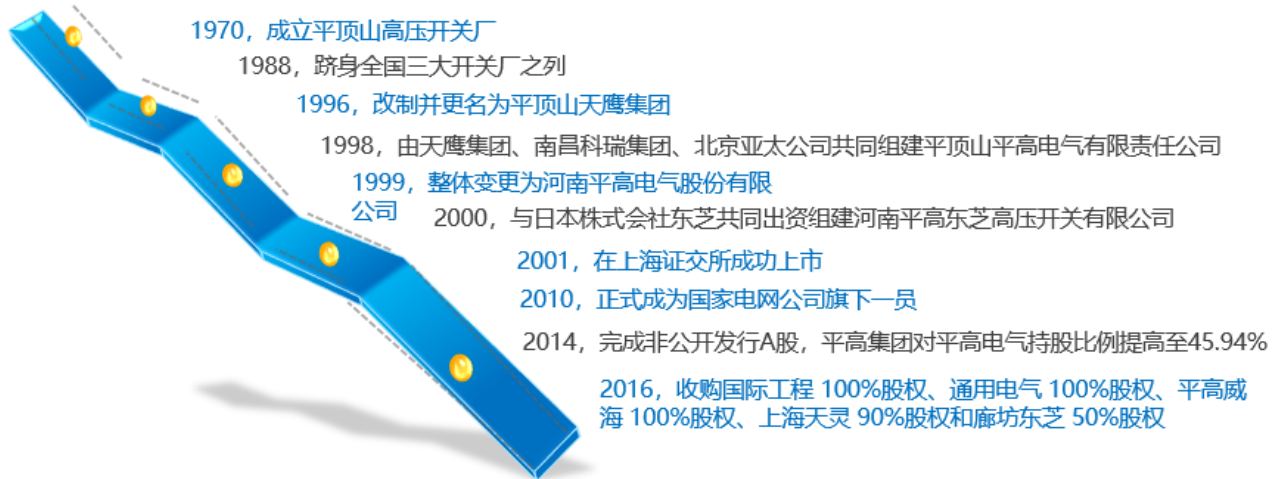 1970，成立平顶山高压开关厂
1988，跻身全国三大开关厂之列
1996，改制并更名为平顶山天鹰集团
1998，由天鹰集团、南昌科瑞集团、北京亚太公司共同组建平顶山平高电气有限责任公司
1999，整体变更为河南平高电气股份有限
公司
2000，与日本株式会社东芝共同出资组建河南平高东芝高压开关有限公司
2001，在上海证交所成功上市
2010，正式成为国家电网公司旗下一员
2014，完成非公开发行A股，平高集团对平高电气持股比例提高至45.94%
2016，收购国际工程 100%股权、通用电气 100%股权、平高威
海 100%股权、上海天灵 90%股权和廊坊东芝 50%股权